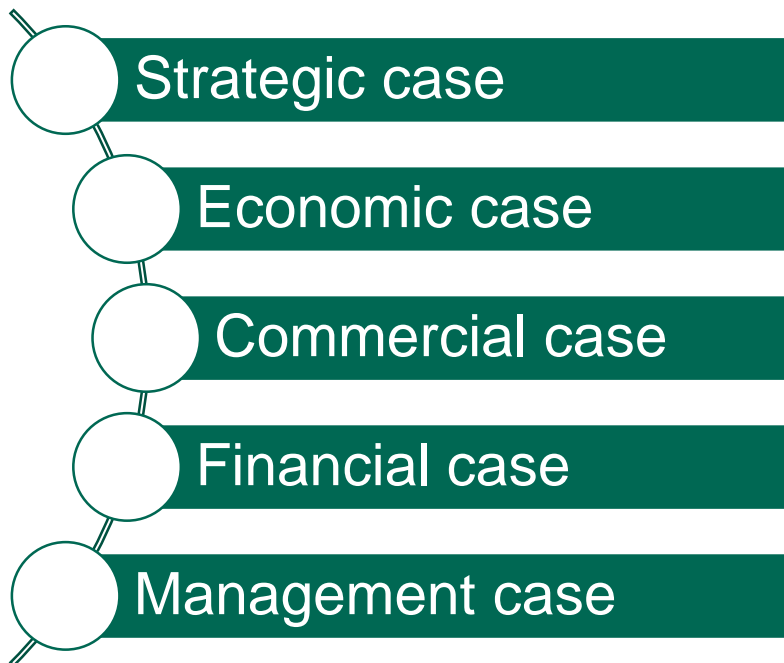 Strategic case
Economic case
Commercial case
Financial case
Management case